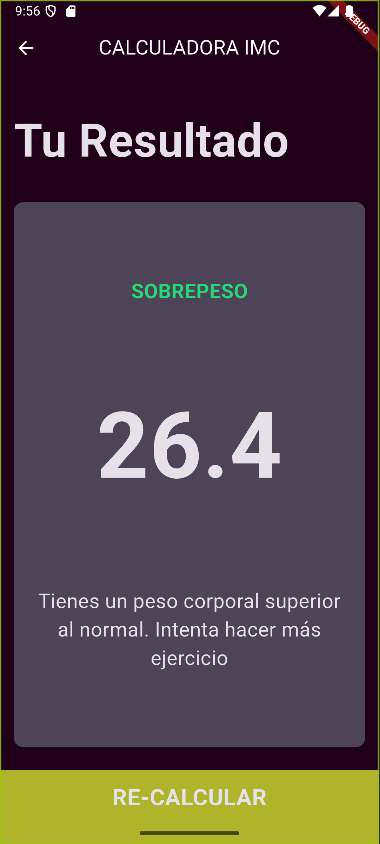 9:56
DEBUG
CALCULADORA IMC
Tu Resultado
SOBREPESO
26.4
Tienes un peso corporal superior
al normal. Intenta hacer más
ejercicio
RE-CALCULAR